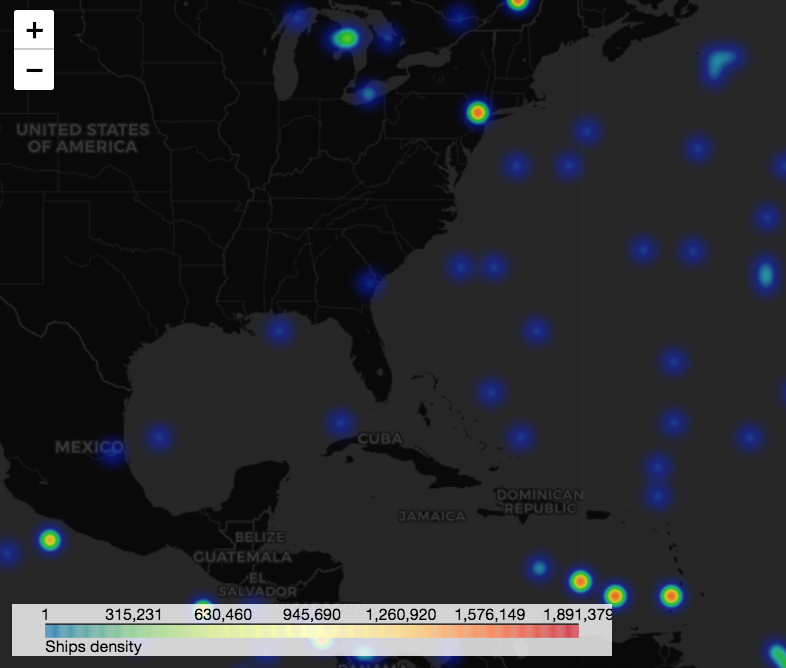 +
−
UNITED STATES
OF AMERICA
MEXICO
CUBA
DOMINICAN
REPUBLIC
JAMAICA
BELIZE
GUATEMALA
EL
SALVADOR
1 315,231 630,460 945,690 1,260,920 1,576,149 1,891,379
Ships density
PANAMA